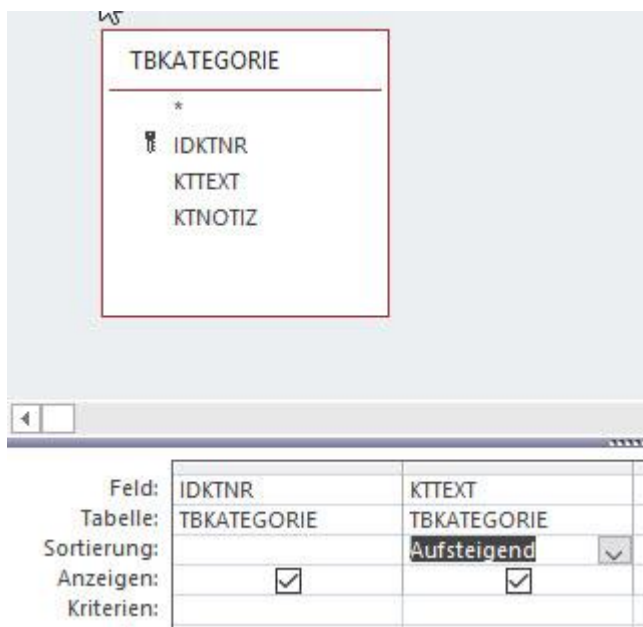 TBKATEGORIE
*
IDKTNR
KTTEXT
KTNOTIZ
Feld: IDKTNR KTTEXT
Tabelle: TBKATEGORIE TBKATEGORIE
Sortierung: Aufsteigend
Anzeigen:
Kriterien: